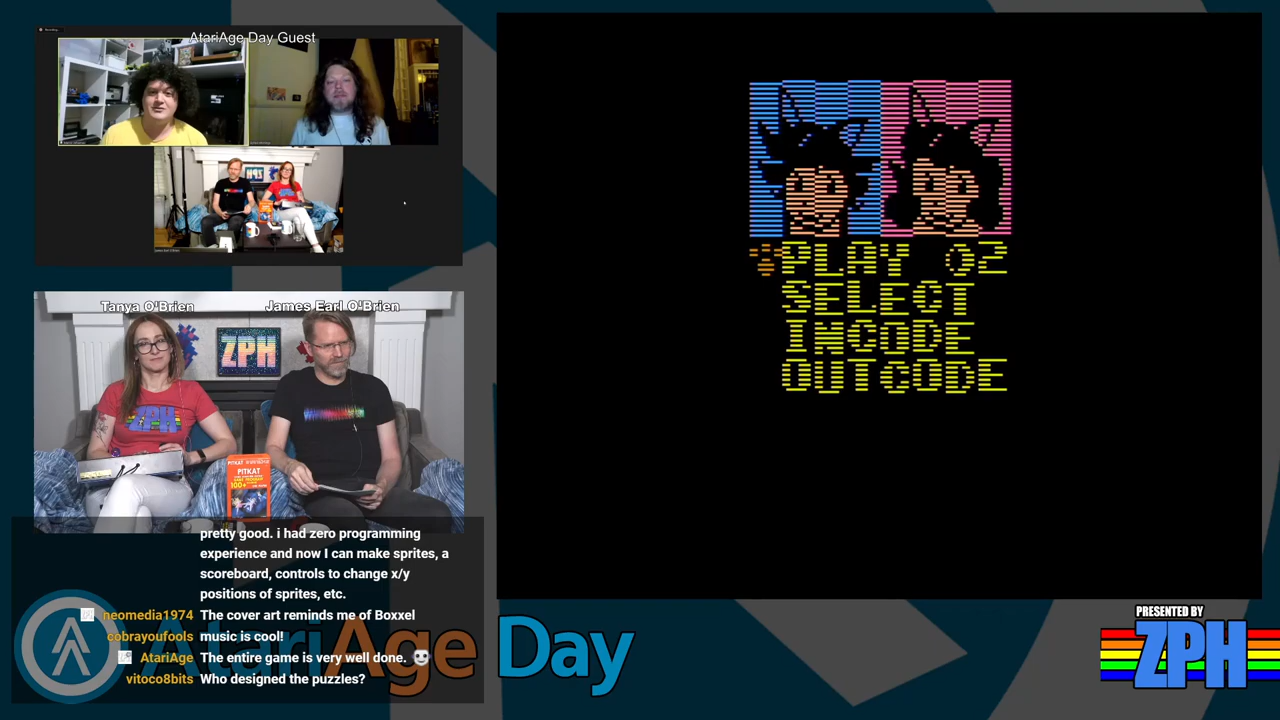 AtariAge Day Guest
PLAY 02
SELECT
INCODE
OUTCODE
Tanya O'Brien
James Earl O'Brien
ZPH
ZPH
PITKAT
PITKAT
100+
pretty good. i had zero programming
experience and now I can make sprites, a
scoreboard, controls to change x/y
positions of sprites, etc.
neomedia1974 The cover art reminds me of Boxxel
cobrayoufools music is cool!
AtariAge The entire game is very well done.
vitoco8bits Who designed the puzzles?
AtariAge Day
PRESENTED BY
ZPH